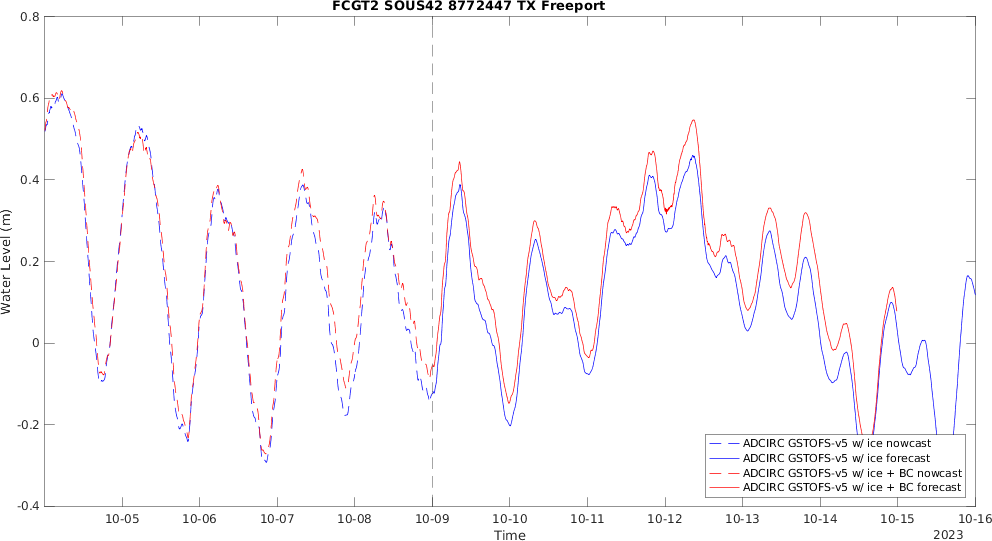 FCGT2 SOUS42 8772447 TX Freeport
0.8
0.6
0.4
0.2
0
-0.2
-0.4
Water Level (m)
10-05 10-06 10-07 10-08 10-09 10-10 10-11 10-12 10-13 10-14 10-15 10-16
Time
2023
ADCIRC GSTOFS-v5 w/ ice nowcast
ADCIRC GSTOFS-v5 w/ ice forecast
ADCIRC GSTOFS-v5 w/ ice + BC nowcast
ADCIRC GSTOFS-v5 w/ ice + BC forecast